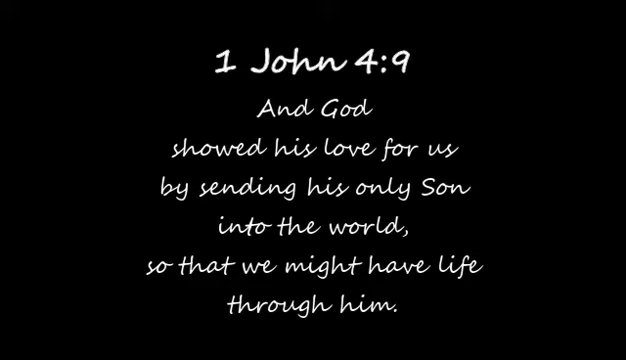 1 John 4:9
And God
showed his love for us
by sending his only Son
into the world,
so that we might have life
through him.